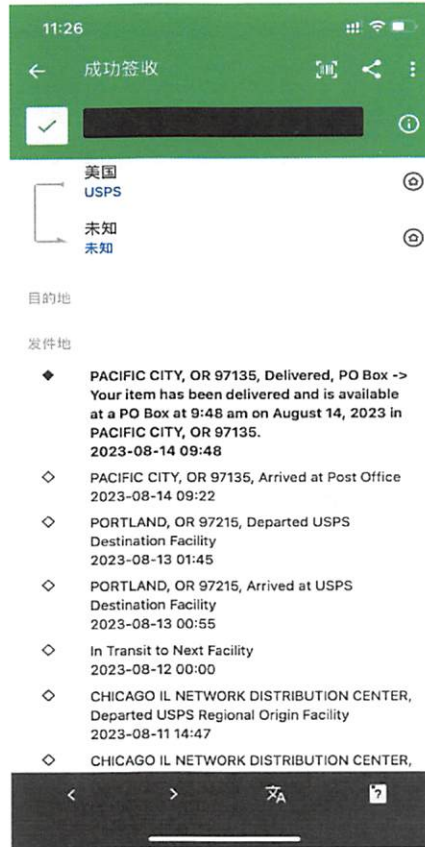 11:26
成功签收
美国
USPS
未知
未知
目的地
发件地
PACIFIC CITY, OR 97135, Delivered, PO Box ->
Your item has been delivered and is available
at a PO Box at 9:48 am on August 14, 2023 in
PACIFIC CITY, OR 97135.
2023-08-14 09:48
PACIFIC CITY, OR 97135, Arrived at Post Office
2023-08-14 09:22
PORTLAND, OR 97215, Departed USPS
Destination Facility
2023-08-13 01:45
PORTLAND, OR 97215, Arrived at USPS
Destination Facility
2023-08-13 00:55
In Transit to Next Facility
2023-08-12 00:00
CHICAGO IL NETWORK DISTRIBUTION CENTER,
Departed USPS Regional Origin Facility
2023-08-11 14:47
CHICAGO IL NETWORK DISTRIBUTION CENTER,